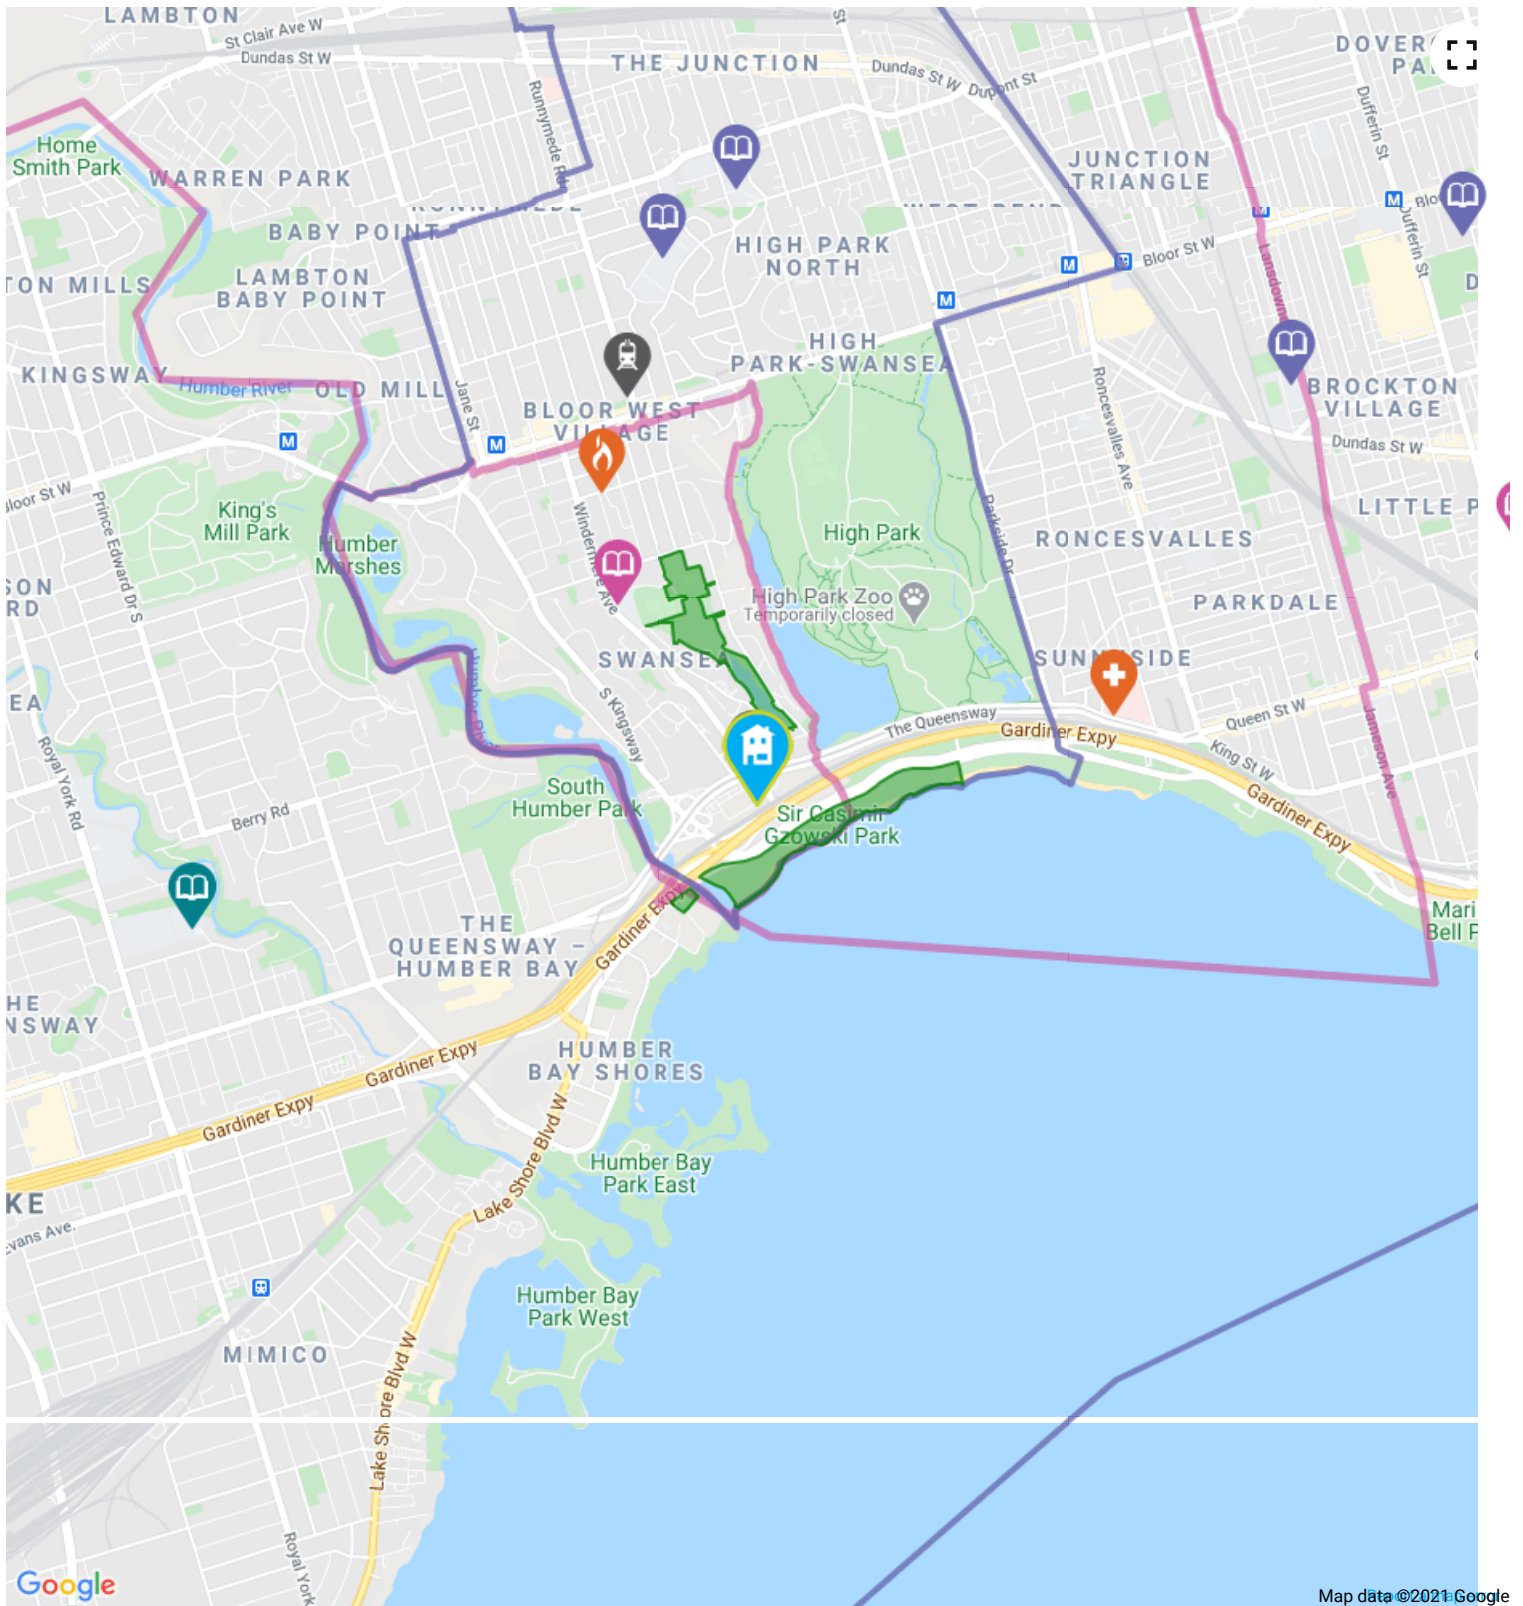 LAMBTON
St Clair Ave W
Dundas St W
THE JUNCTION
Dundas St W
Dupont St
St
Runnymede Rd
Dufferin St
Home
Smith Park
WARREN PARK
JUNCTION
TRIANGLE
BABY POINT
HIGH PARK
NORTH
Bloor St W
Dufferin St
TON MILLS
LAMBTON
BABY POINT
HIGH
PARK-SWANSEA
KINGSWAY
Humber River
OLD MILL
Jane St
BLOOR WEST
VILLAGE
Roncesvalles Ave
BROCKTON
VILLAGE
Dundas St W
Bloor St W
Prince Edward Dr S
King's
Mill Park
Humber
Marshes
Windermere Ave
High Park
Parkside Dr
RONCESVALLES
LITTLE P
SON
RD
High Park Zoo
Temporarily closed
PARKDALE
SWANSEA
SUNNYSIDE
EA
Humber River
S Kingsway
The Queensway
Gardiner Expy
Queen St W
King St W
Jameson Ave
Royal York Rd
South
Humber Park
Berry Rd
Sir Casimir
Gzowski Park
Gardiner Expy
THE
QUEENSWAY –
HUMBER BAY
Gardiner Expy
Mari
Bell P
HE
NSWAY
HUMBER
BAY SHORES
Gardiner Expy
Gardiner Expy
Lake Shore Blvd W
Humber Bay
Park East
KE
Evans Ave.
Humber Bay
Park West
MIMICO
Lake Shore Blvd W
Royal York
Google
Map data ©2021 Google